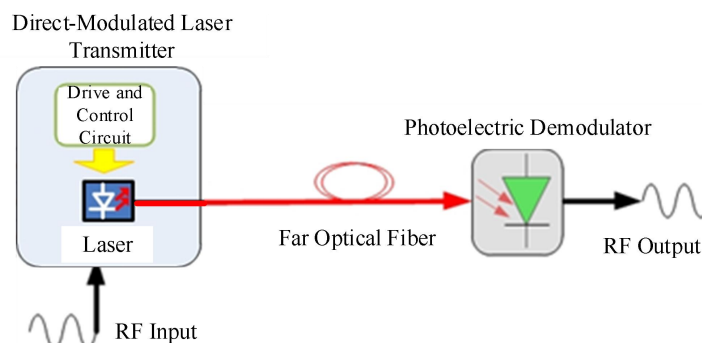 Direct-Modulated Laser
Transmitter
Drive and
Control
Circuit
Laser
RF Input
Far Optical Fiber
Photoelectric Demodulator
RF Output